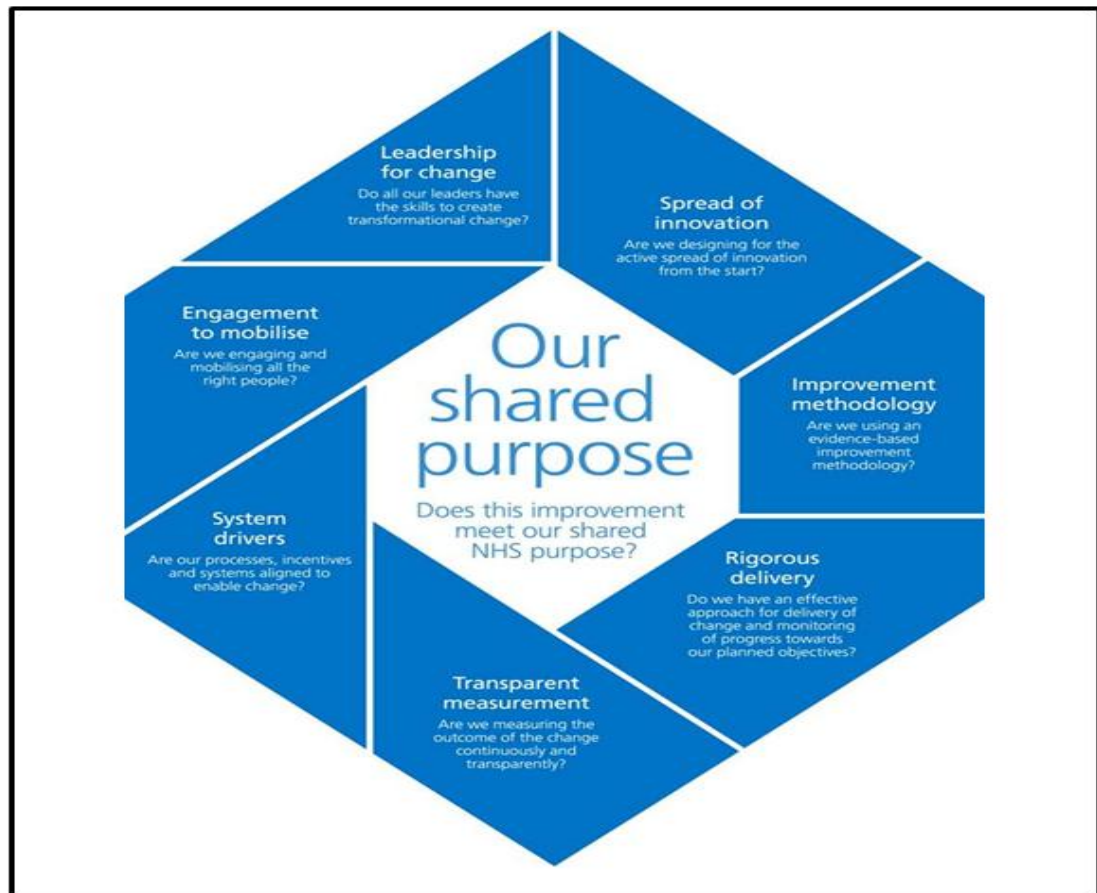 Leadership
for change
Do all our leaders have
the skills to create
transformational change?
Spread of
innovation
Are we designing for the
active spread of innovation
from the start?
Engagement
to mobilise
Are we engaging and
mobilising all the
right people?
Our
shared
purpose
Does this improvement
meet our shared
NHS purpose?
Improvement
methodology
Are we using an
evidence-based
improvement
methodology?
System
drivers
Are our processes, incentives
and systems aligned to
enable change?
Rigorous
delivery
Do we have an effective
approach for delivery of
change and monitoring
of progress towards
our planned objectives?
Transparent
measurement
Are we measuring the
outcome of the change
continuously and
transparently?